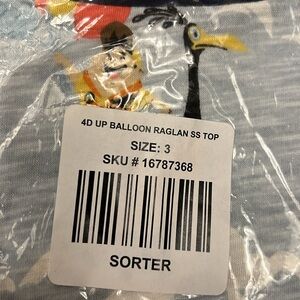 4D UP BALLOON RAGLAN SS TOP
SIZE: 3
SKU # 16787368
SORTER